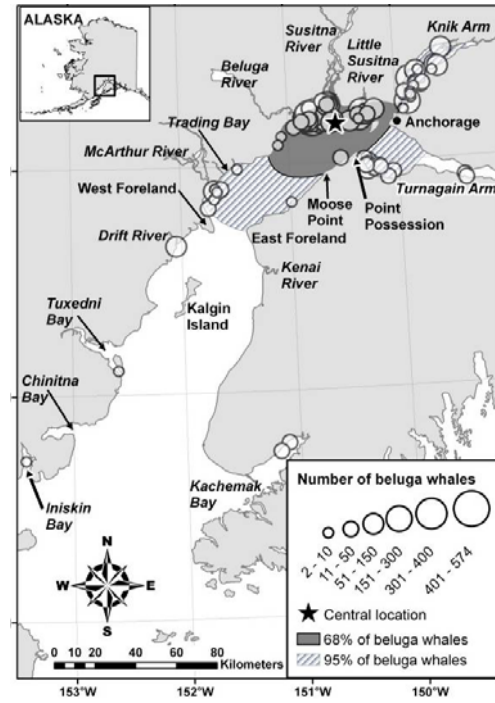 ALASKA
Susitna
River
Knik Arm
Little
Susitna
River
Beluga
River
Trading Bay
Anchorage
McArthur River
Turnagain Arm
West Foreland
Moose
Point
Point
Possession
Drift River
East Foreland
Kenai
River
Tuxedni
Bay
Kalgin
Island
Chinitna
Bay
Kachemak
Bay
Iniskin
Bay
Number of beluga whales
2 - 10
11 - 50
51 - 150
151 - 300
301 - 400
401 - 574
Central location
68% of beluga whales
95% of beluga whales
N
W E
S
0 10 20 40 60 80
Kilometers
153°W 152°W 151°W 150°W